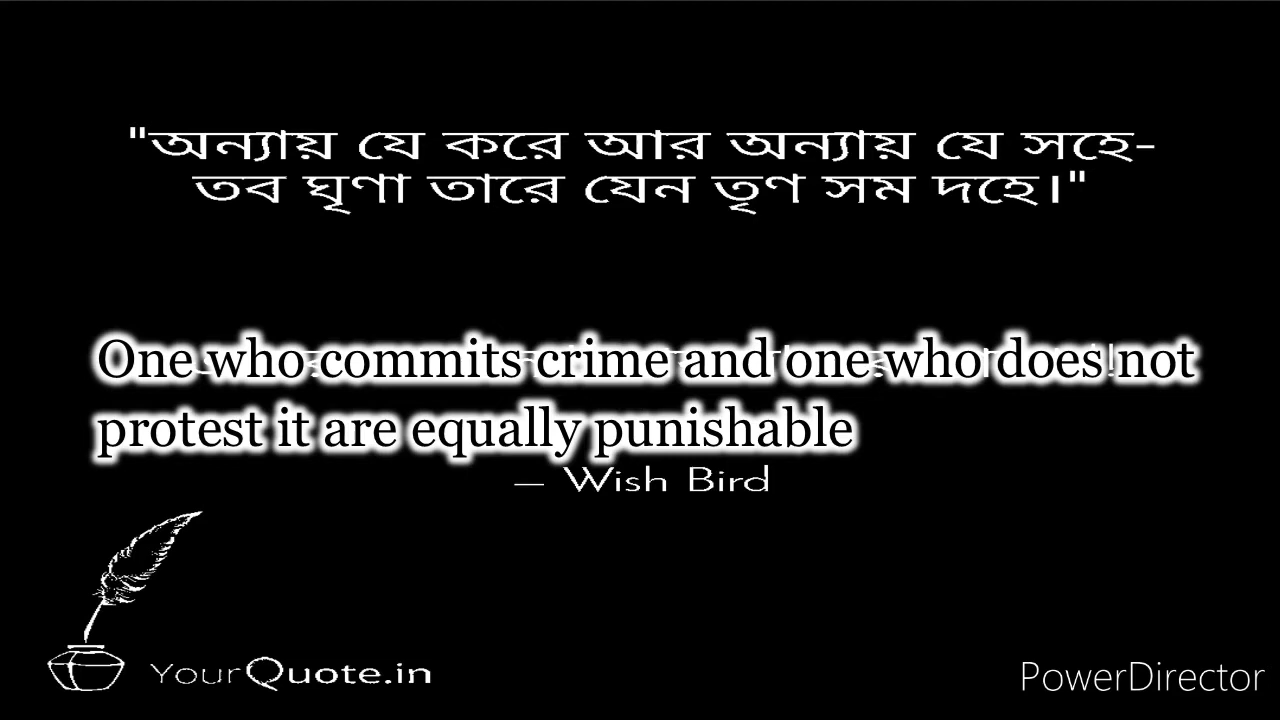 "অন্যায় যে করে আর অন্যায় যে সহে-
তব ঘৃণা তারে যেন তৃণ সম দহে।"
One who commits crime and one who does not
protest it are equally punishable
— Wish Bird
YourQuote.in
PowerDirector